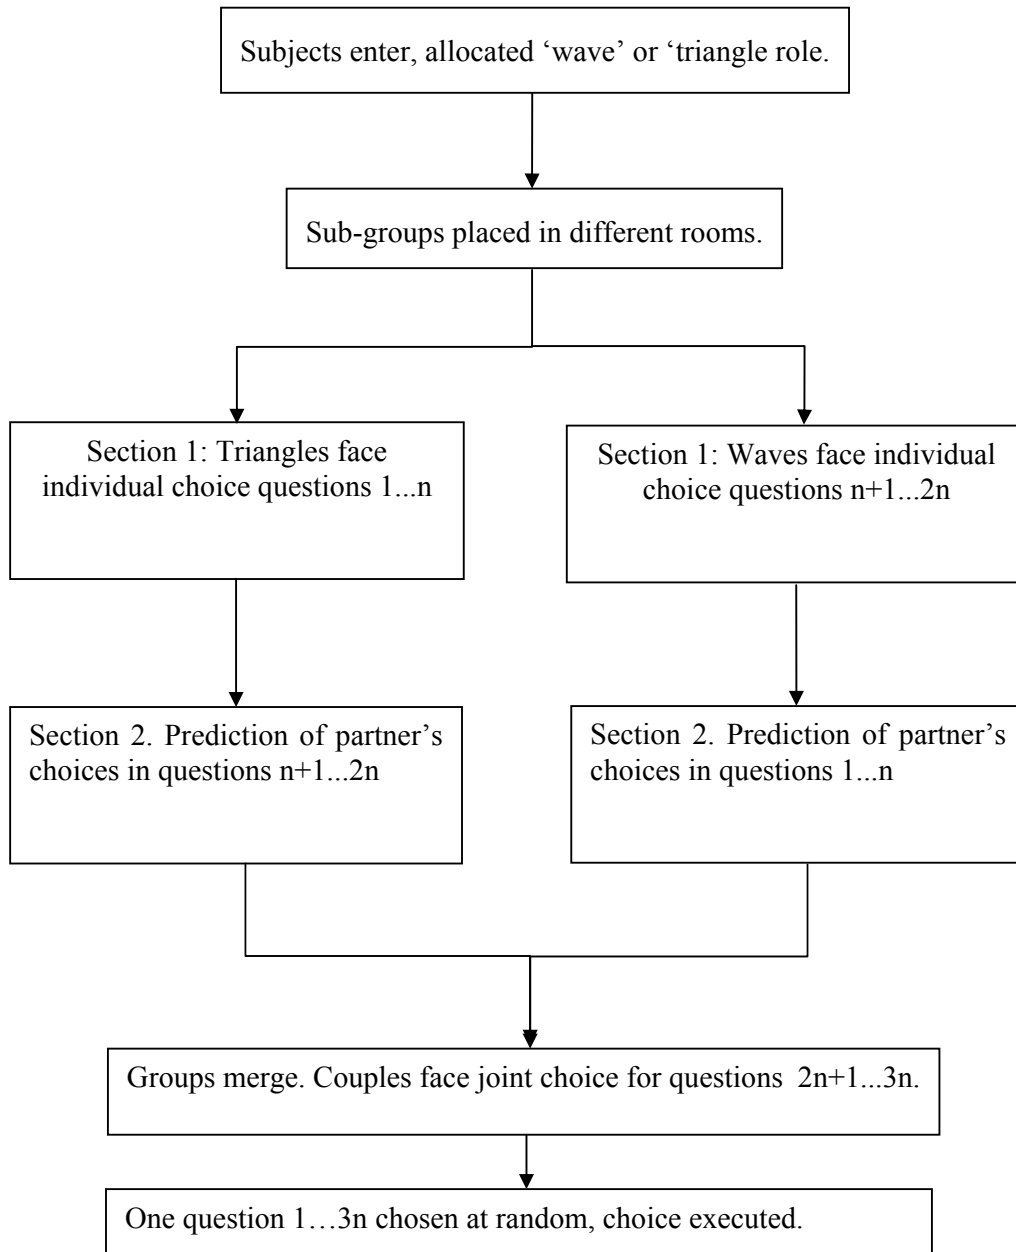 Subjects enter, allocated ‘wave’ or ‘triangle role.
Sub-groups placed in different rooms.
Section 1: Triangles face
individual choice questions 1...n
Section 1: Waves face individual
choice questions n+1...2n
Section 2. Prediction of partner’s
choices in questions n+1...2n
Section 2. Prediction of partner’s
choices in questions 1...n
Groups merge. Couples face joint choice for questions 2n+1...3n.
One question 1…3n chosen at random, choice executed.